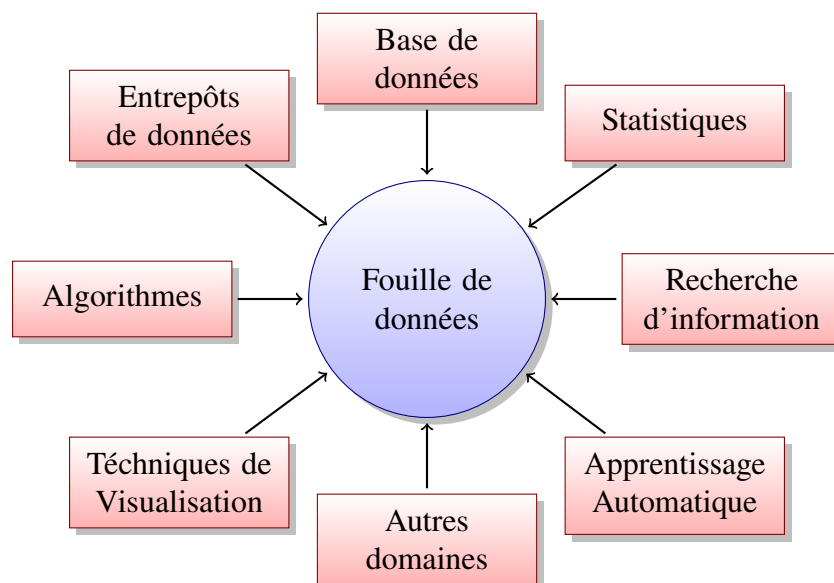 Base de
données
Entrepôts
de données
Statistiques
Algorithmes
Fouille de
données
Recherche
d'information
Téchniques de
Visualisation
Apprentissage
Automatique
Autres
domaines